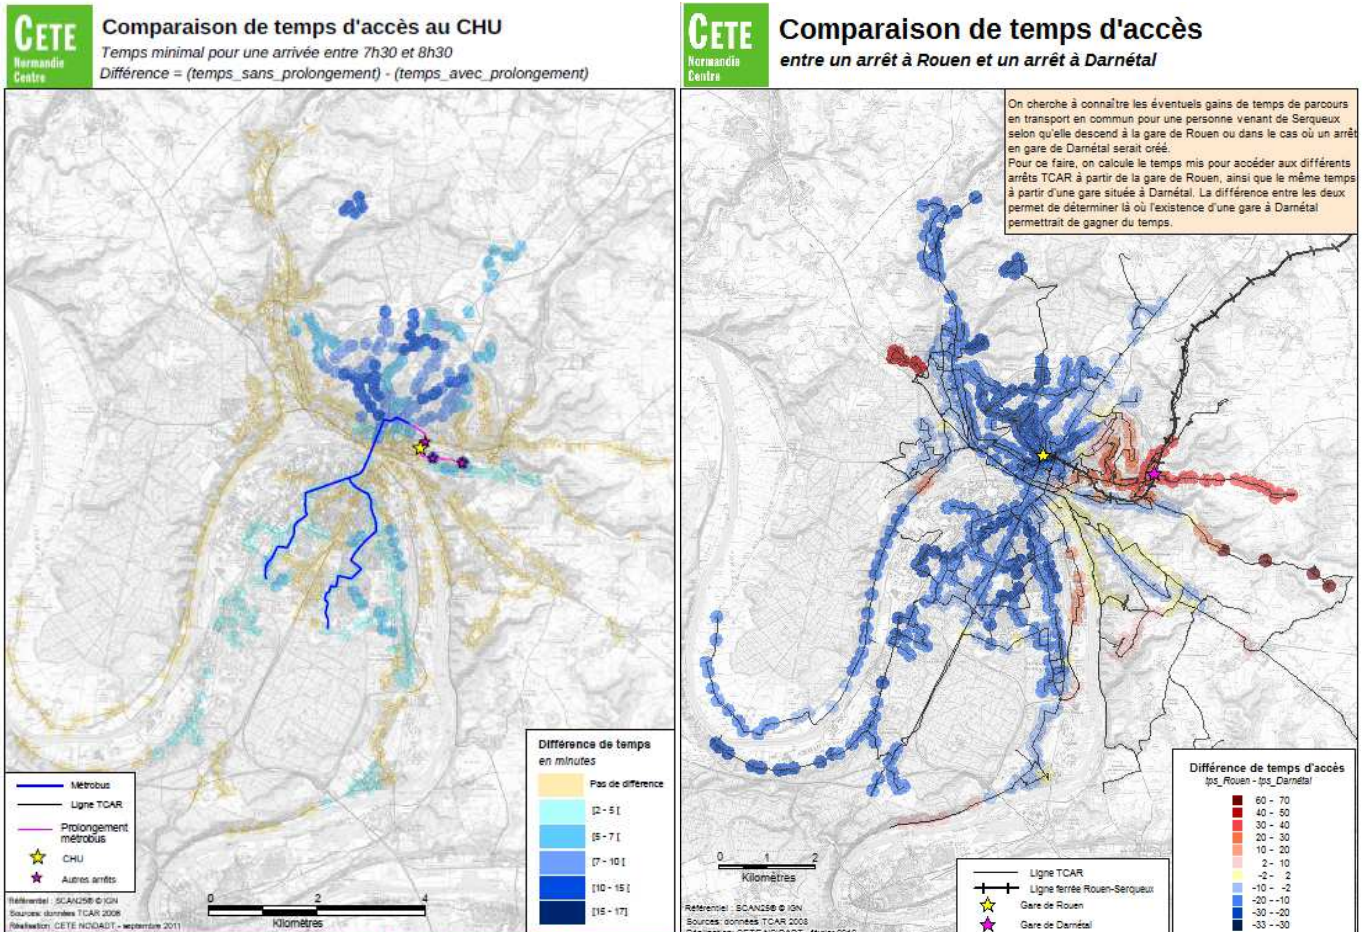 CETE
Normandie
Centre
Comparaison de temps d'accès au CHU
Temps minimal pour une arrivée entre 7h30 et 8h30
Différence = (temps_sans_prolongement) - (temps_avec_prolongement)
Différence de temps
en minutes
Pas de différence
[2 - 5 [
[5 - 7 [
[7 - 10 [
[10 - 15 [
[15 - 17]
Métrobus
Ligne TCAR
Prolongement
métrobus
CHU
Autres arrêts
0 2 4
Kilomètres
Référentiel : SCAN25® © IGN
Sources: données TCAR 2008
Réalisation: CETE NC\DADT - septembre 2011
CETE
Normandie
Centre
Comparaison de temps d'accès
entre un arrêt à Rouen et un arrêt à Darnétal
On cherche à connaître les éventuels gains de temps de parcours
en transport en commun pour une personne venant de Serqueux
selon qu'elle descend à la gare de Rouen ou dans le cas où un arrêt
en gare de Darnétal serait créé.
Pour ce faire, on calcule le temps mis pour accéder aux différents
arrêts TCAR à partir de la gare de Rouen, ainsi que le même temps
à partir d'une gare située à Darnétal. La différence entre les deux
permet de déterminer là où l'existence d'une gare à Darnétal
permettrait de gagner du temps.
Différence de temps d'accès
tps_Rouen - tps_Darnétal
60 - 70
40 - 50
30 - 40
20 - 30
10 - 20
2 - 10
-2 - 2
-10 - -2
-20 - -10
-30 - -20
-33 - -30
0 1 2
Kilomètres
Ligne TCAR
Ligne ferrée Rouen-Serqueux
Gare de Rouen
Gare de Darnétal
Référentiel : SCAN25® © IGN
Sources: données TCAR 2008